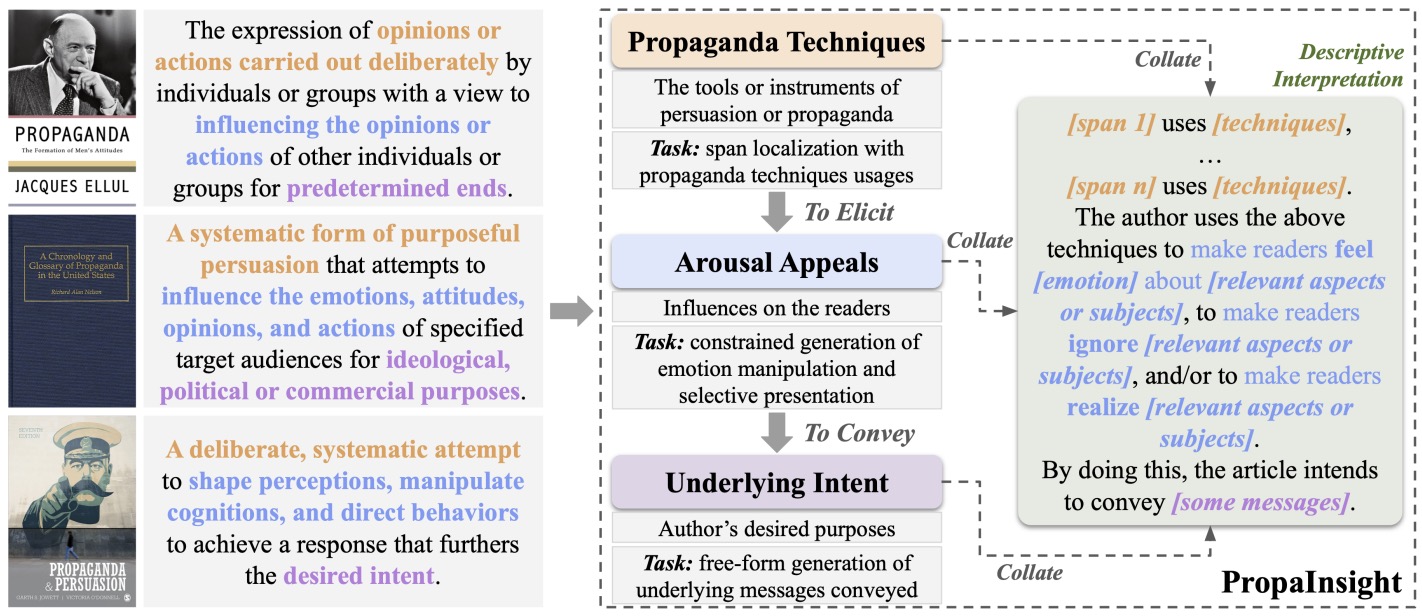 PROPAGANDA
The Formation of Men's Attitudes
JACQUES ELLUL
The expression of opinions or
actions carried out deliberately by
individuals or groups with a view to
influencing the opinions or
actions of other individuals or
groups for predetermined ends.
A Chronology and
Glossary of Propaganda
in the United States
Richard Alan Nelson
A systematic form of purposeful
persuasion that attempts to
influence the emotions, attitudes,
opinions, and actions of specified
target audiences for ideological,
political or commercial purposes.
SEVENTH
EDITION
PROPAGANDA
& PERSUASION
GARTH S. JOWETT | VICTORIA O'DONNELL
A deliberate, systematic attempt
to shape perceptions, manipulate
cognitions, and direct behaviors
to achieve a response that furthers
the desired intent.
Propaganda Techniques
The tools or instruments of
persuasion or propaganda
Task: span localization with
propaganda techniques usages
To Elicit
Arousal Appeals
Influences on the readers
Task: constrained generation of
emotion manipulation and
selective presentation
To Convey
Underlying Intent
Author's desired purposes
Task: free-form generation of
underlying messages conveyed
Collate
Collate
Collate
Descriptive
Interpretation
[span 1] uses [techniques],
...
[span n] uses [techniques].
The author uses the above
techniques to make readers feel
[emotion] about [relevant aspects
or subjects], to make readers
ignore [relevant aspects or
subjects], and/or to make readers
realize [relevant aspects or
subjects].
By doing this, the article intends
to convey [some messages].
PropaInsight